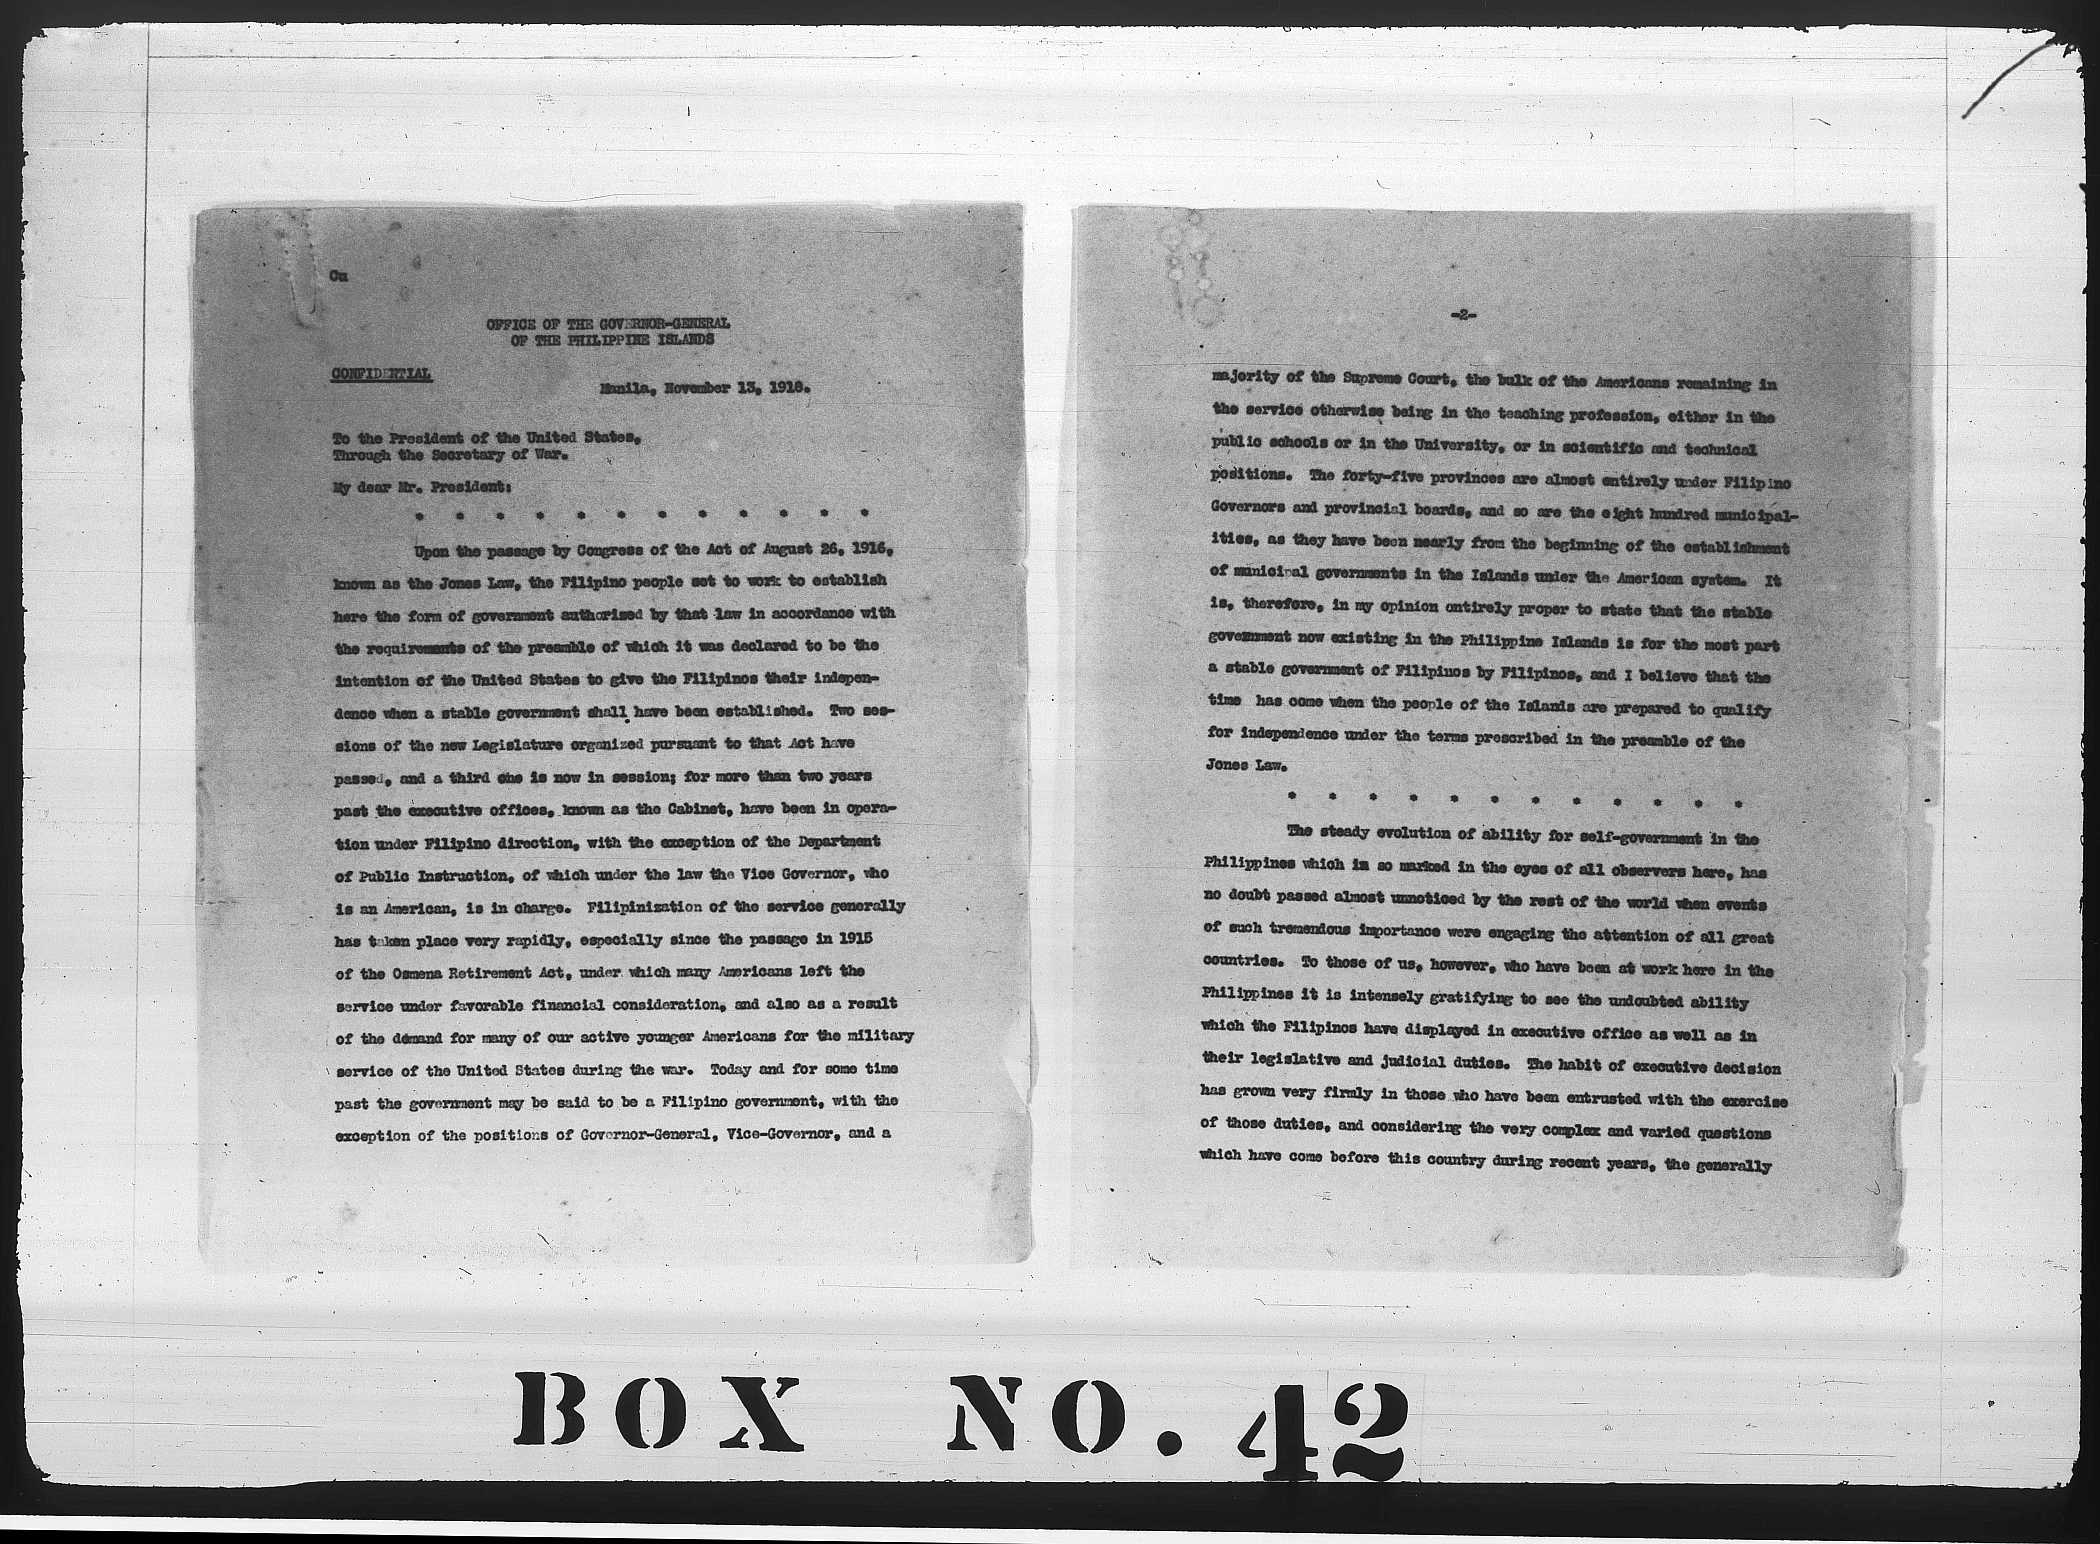 Cu
OFFICE OF THE GOVERNOR-GENERAL
OF THE PHILIPPINE ISLANDS
CONFIDENTIAL
Manila, November 13, 1918.
To the President of the United States,
Through the Secretary of War.
My dear Mr. President:
* * * * * * * * * * * *
Upon the passage by Congress of the Act of August 26, 1916,
known as the Jones Law, the Filipino people set to work to establish
here the form of government authorized by that law in accordance with
the requirements of the preamble of which it was declared to be the
intention of the United States to give the Filipinos their indepen-
dence when a stable government shall have been established. Two ses-
sions of the new Legislature organized pursuant to that Act have
passed, and a third one is now in session; for more than two years
past the executive offices, known as the Cabinet, have been in opera-
tion under Filipino direction, with the exception of the Department
of Public Instruction, of which under the law the Vice Governor, who
is an American, is in charge. Filipinization of the service generally
has taken place very rapidly, especially since the passage in 1915
of the Osmena Retirement Act, under which many Americans left the
service under favorable financial consideration, and also as a result
of the demand for many of our active younger Americans for the military
service of the United States during the war. Today and for some time
past the government may be said to be a Filipino government, with the
exception of the positions of Governor-General, Vice-Governor, and a
-2-
majority of the Supreme Court, the bulk of the Americans remaining in
the service otherwise being in the teaching profession, either in the
public schools or in the University, or in scientific and technical
positions. The forty-five provinces are almost entirely under Filipino
Governors and provincial boards, and so are the eight hundred municipal-
ities, as they have been nearly from the beginning of the establishment
of municipal governments in the Islands under the American system. It
is, therefore, in my opinion entirely proper to state that the stable
government now existing in the Philippine Islands is for the most part
a stable government of Filipinos by Filipinos, and I believe that the
time has come when the people of the Islands are prepared to qualify
for independence under the terms prescribed in the preamble of the
Jones Law.
* * * * * * * * * * * *
The steady evolution of ability for self-government in the
Philippines which is so marked in the eyes of all observers here, has
no doubt passed almost unnoticed by the rest of the world when events
of such tremendous importance were engaging the attention of all great
countries. To those of us, however, who have been at work here in the
Philippines it is intensely gratifying to see the undoubted ability
which the Filipinos have displayed in executive office as well as in
their legislative and judicial duties. The habit of executive decision
has grown very firmly in those who have been entrusted with the exercise
of those duties, and considering the very complex and varied questions
which have come before this country during recent years, the generally
BOX NO. 42